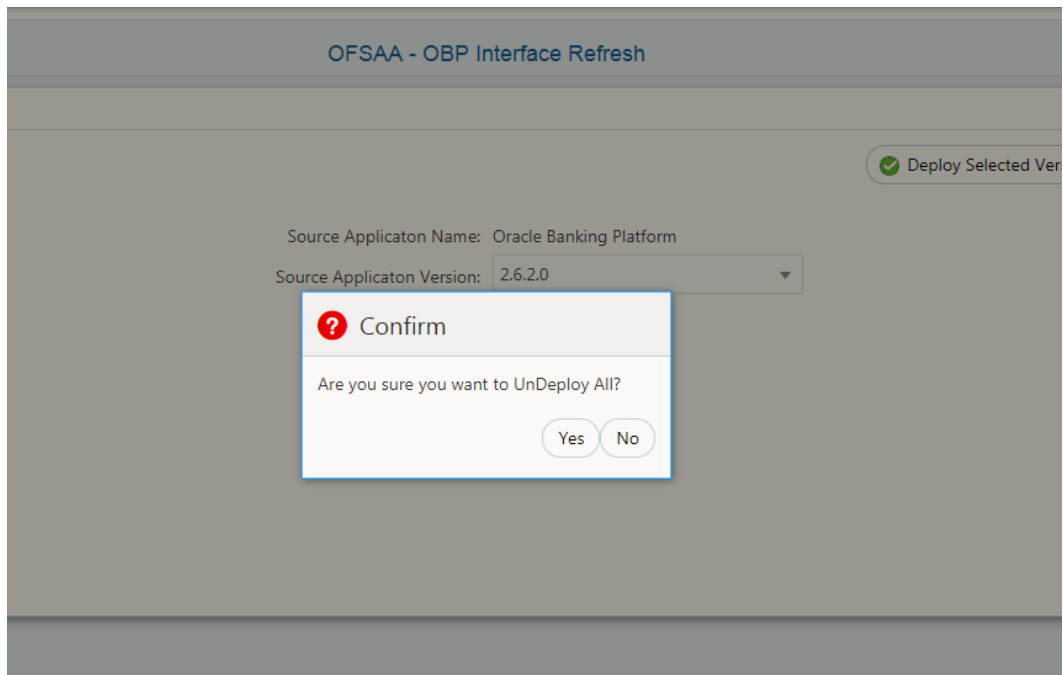 OFSAA - OBP Interface Refresh
Deploy Selected Ver
Source Applicaton Name: Oracle Banking Platform
Source Applicaton Version: 2.6.2.0
Confirm
Are you sure you want to UnDeploy All?
Yes No